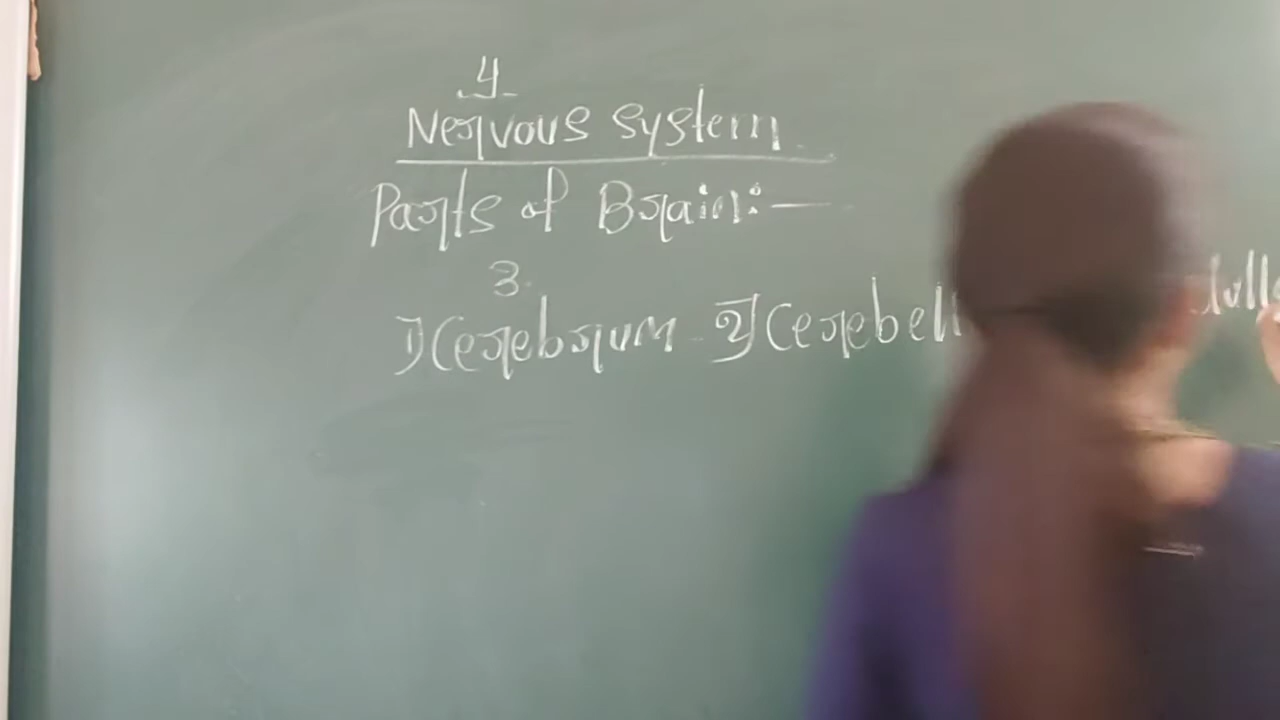 4
Nervous System
Parts of Brain:—
3.
1) Cerebrum 2) Cerebell